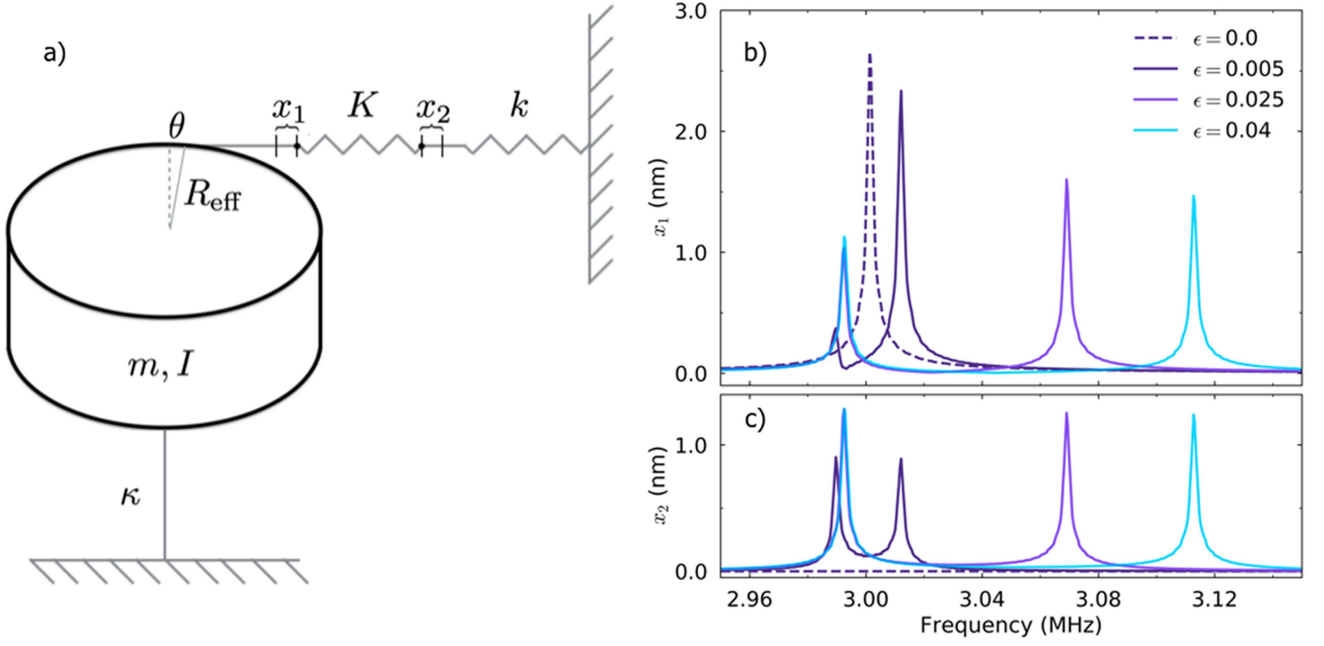 a)
θ
x₁ K x₂ k
R_eff
m, I
κ
b)
3.0
2.0
1.0
0.0
x₁ (nm)
ϵ = 0.0
ϵ = 0.005
ϵ = 0.025
ϵ = 0.04
c)
1.0
0.0
x₂ (nm)
2.96 3.00 3.04 3.08 3.12
Frequency (MHz)